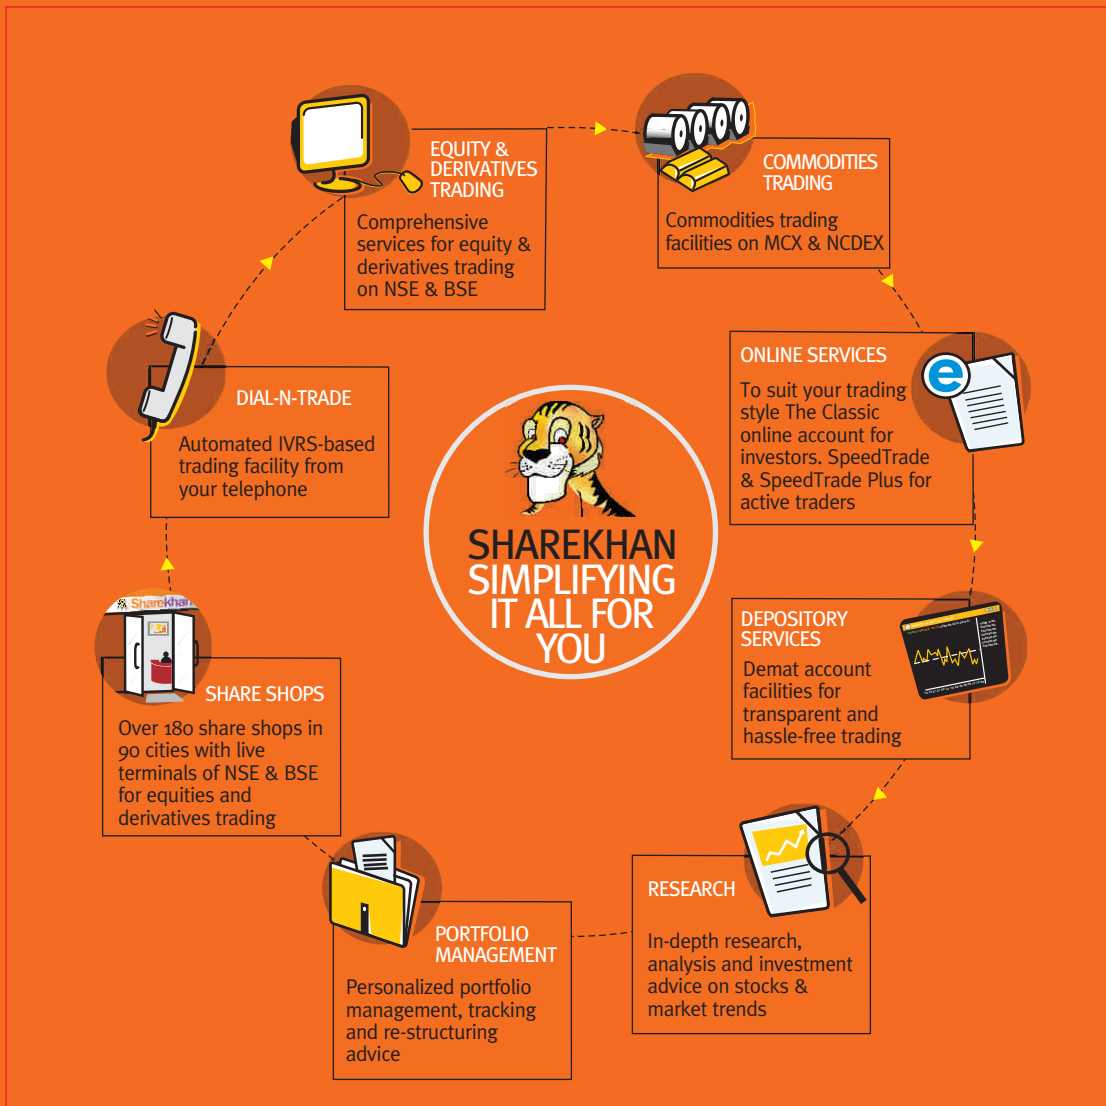 EQUITY &
DERIVATIVES
TRADING
Comprehensive
services for equity &
derivatives trading
on NSE & BSE
COMMODITIES
TRADING
Commodities trading
facilities on MCX & NCDEX
ONLINE SERVICES
To suit your trading
style The Classic
online account for
investors. SpeedTrade
& SpeedTrade Plus for
active traders
e
DIAL-N-TRADE
Automated IVRS-based
trading facility from
your telephone
SHAREKHAN
SIMPLIFYING
IT ALL FOR
YOU
DEPOSITORY
SERVICES
Demat account
facilities for
transparent and
hassle-free trading
Sharekhan
SHARE SHOPS
Over 180 share shops in
90 cities with live
terminals of NSE & BSE
for equities and
derivatives trading
RESEARCH
In-depth research,
analysis and investment
advice on stocks &
market trends
PORTFOLIO
MANAGEMENT
Personalized portfolio
management, tracking
and re-structuring
advice